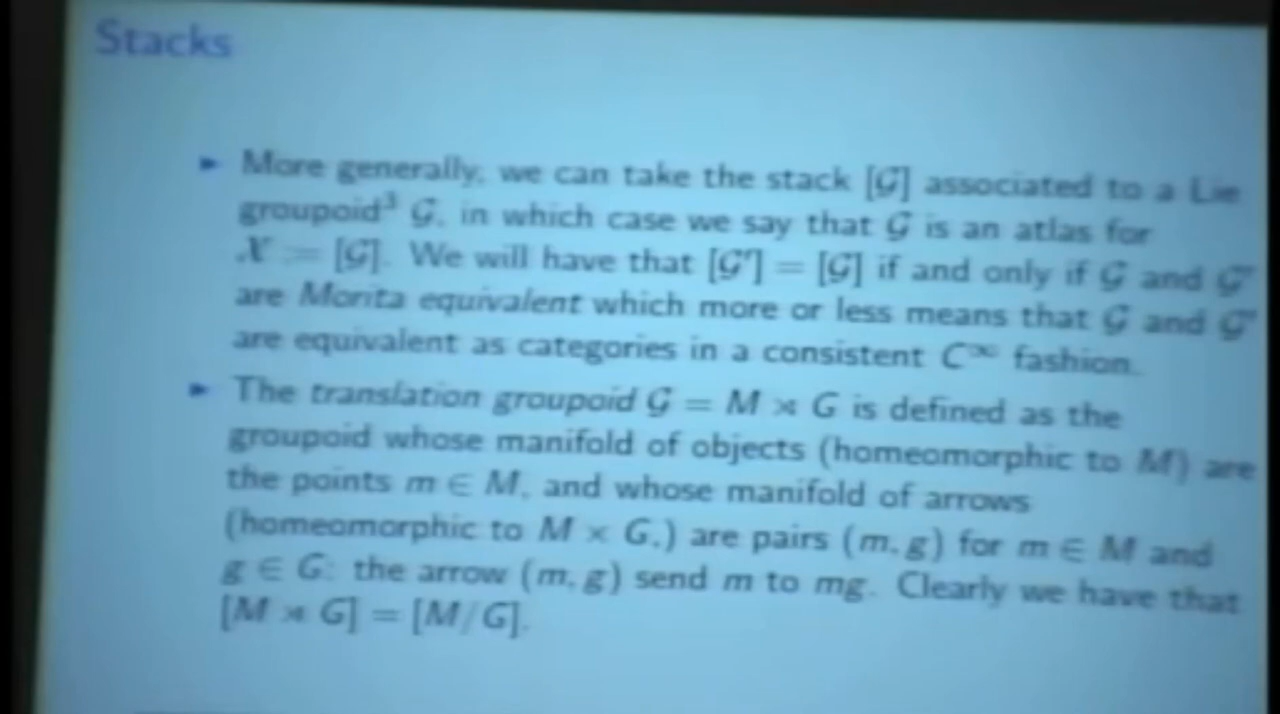 Stacks
▶ More generally, we can take the stack [𝒢] associated to a Lie
groupoid³ 𝒢, in which case we say that 𝒢 is an atlas for
𝒳 := [𝒢]. We will have that [𝒢′] = [𝒢] if and only if 𝒢 and 𝒢′
are Morita equivalent which more or less means that 𝒢 and 𝒢′
are equivalent as categories in a consistent C^∞ fashion.
▶ The translation groupoid 𝒢 = M ⋊ G is defined as the
groupoid whose manifold of objects (homeomorphic to M) are
the points m ∈ M, and whose manifold of arrows
(homeomorphic to M × G,) are pairs (m, g) for m ∈ M and
g ∈ G: the arrow (m, g) send m to mg. Clearly we have that
[M ⋊ G] = [M/G].